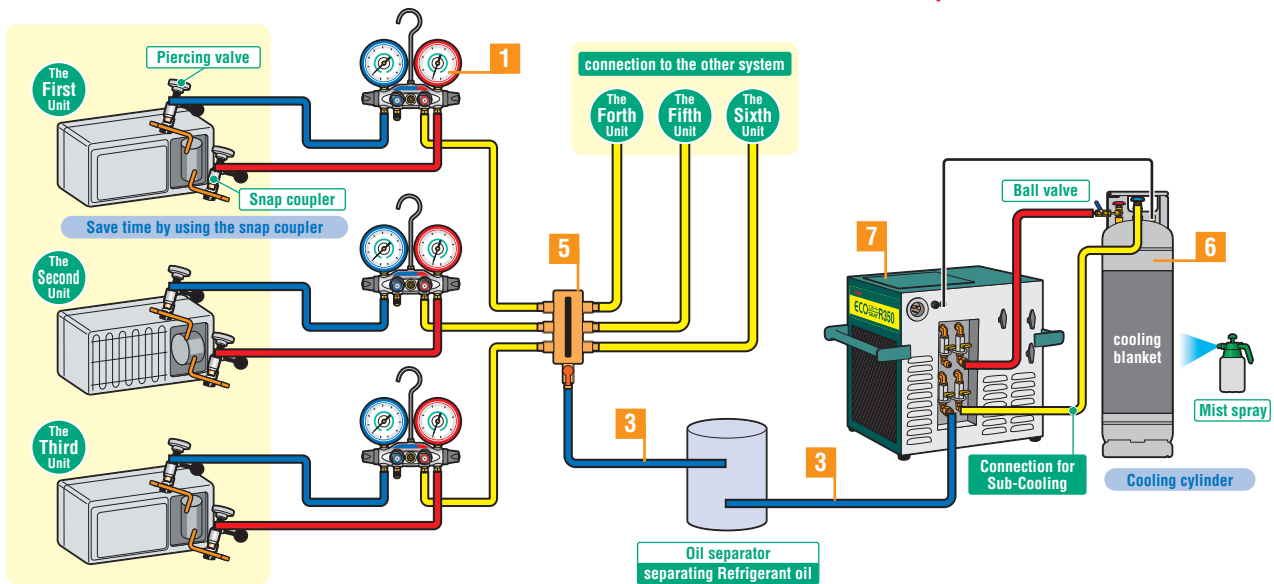 Piercing valve
The
First
Unit
Snap coupler
Save time by using the snap coupler
The
Second
Unit
The
Third
Unit
1
connection to the other system
The
Forth
Unit
The
Fifth
Unit
The
Sixth
Unit
5
3
Oil separator
separating Refrigerant oil
3
7
ECO
R350
Ball valve
6
cooling
blanket
Mist spray
Connection for
Sub-Cooling
Cooling cylinder